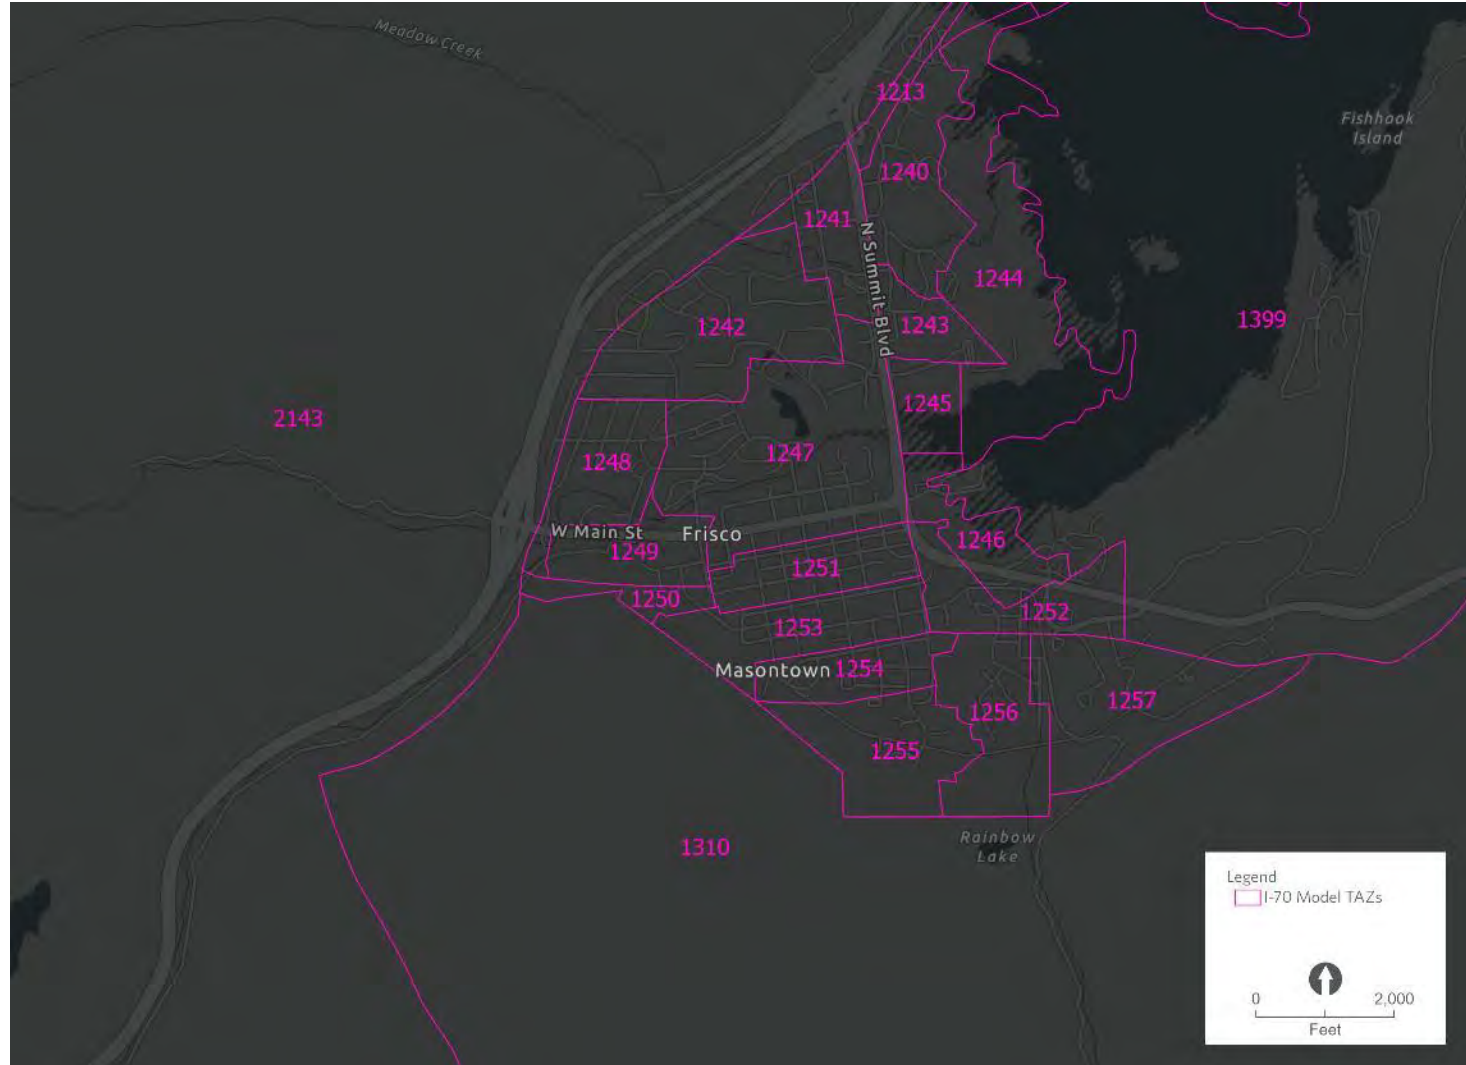 Meadow Creek
1213
Fishhook
Island
1240
1241
N Summit Blvd
1244
1242
1243
1399
2143
1245
1247
1248
W Main St
Frisco
1249
1246
1251
1250
1252
1253
Masontown
1254
1257
1256
1255
1310
Rainbow
Lake
Legend
I-70 Model TAZs
0
2,000
Feet